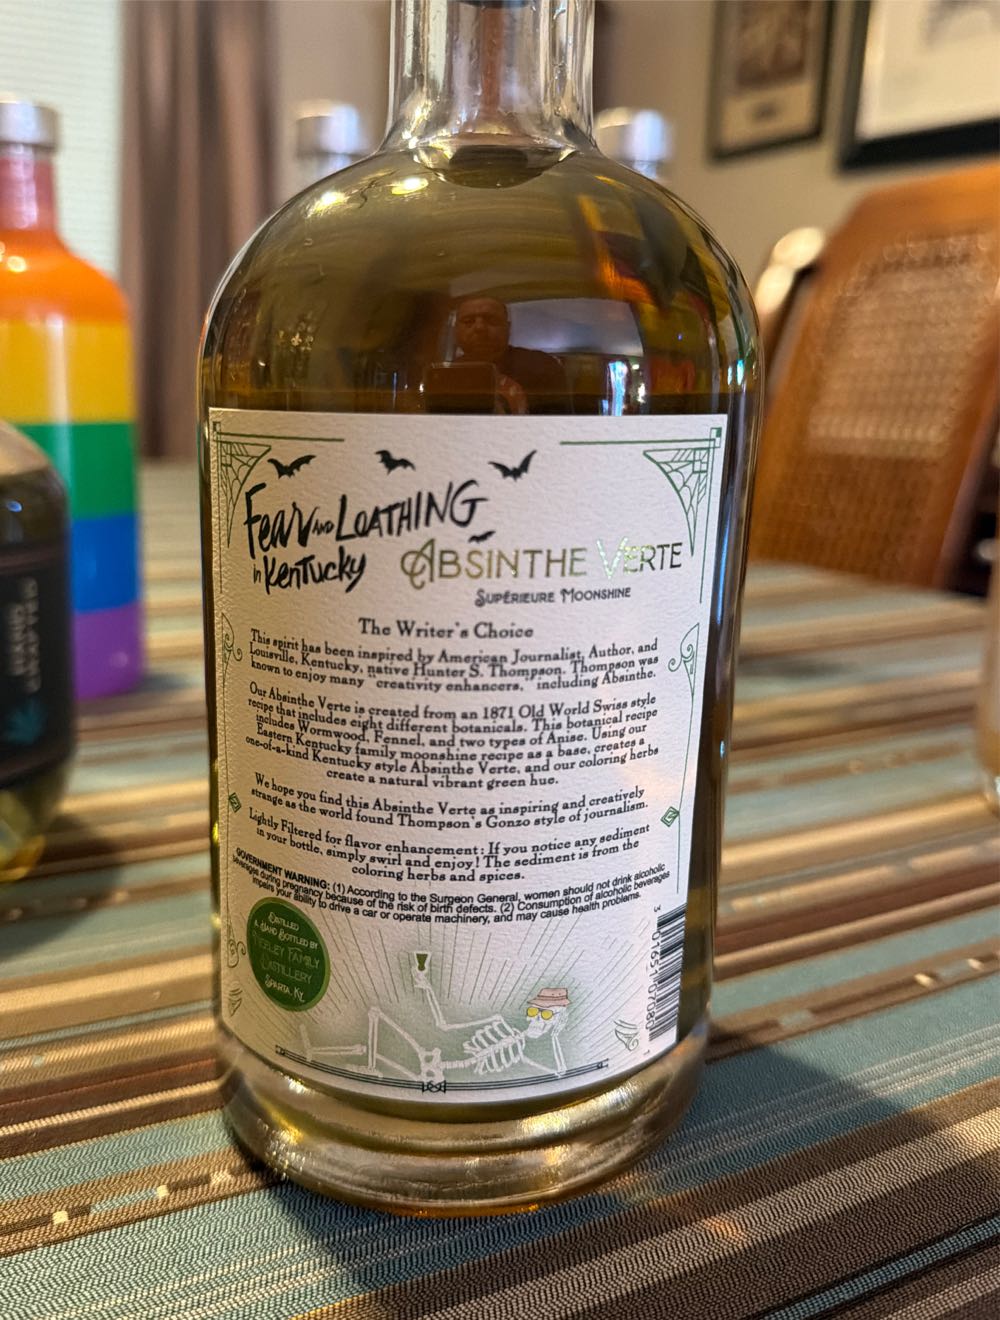 Fear AND LOATHING
in Kentucky
ABSINTHE VERTE
SUPÉRIEURE MOONSHINE
The Writer's Choice
This spirit has been inspired by American Journalist, Author, and
Louisville, Kentucky, native Hunter S. Thompson. Thompson was
known to enjoy many "creativity enhancers," including Absinthe.
Our Absinthe Verte is created from an 1871 Old World Swiss style
recipe that includes eight different botanicals. This botanical recipe
includes Wormwood, Fennel, and two types of Anise. Using our
Eastern Kentucky family moonshine recipe as a base, creates a
one-of-a-kind Kentucky style Absinthe Verte, and our coloring herbs
create a natural vibrant green hue.
We hope you find this Absinthe Verte as inspiring and creatively
strange as the world found Thompson's Gonzo style of journalism.
Lightly Filtered for flavor enhancement: If you notice any sediment
in your bottle, simply swirl and enjoy! The sediment is from the
coloring herbs and spices.
GOVERNMENT WARNING: (1) According to the Surgeon General, women should not drink alcoholic
beverages during pregnancy because of the risk of birth defects. (2) Consumption of alcoholic beverages
impairs your ability to drive a car or operate machinery, and may cause health problems.
DISTILLED
& HAND BOTTLED BY
NEELEY FAMILY
DISTILLERY
SPARTA, KY
HAND
CRAFTED